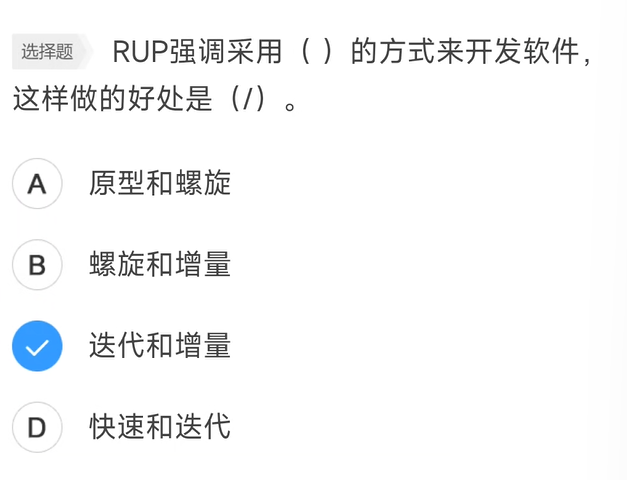 选择题 RUP强调采用（ ）的方式来开发软件，
这样做的好处是（/）。
A 原型和螺旋
B 螺旋和增量
迭代和增量
D 快速和迭代